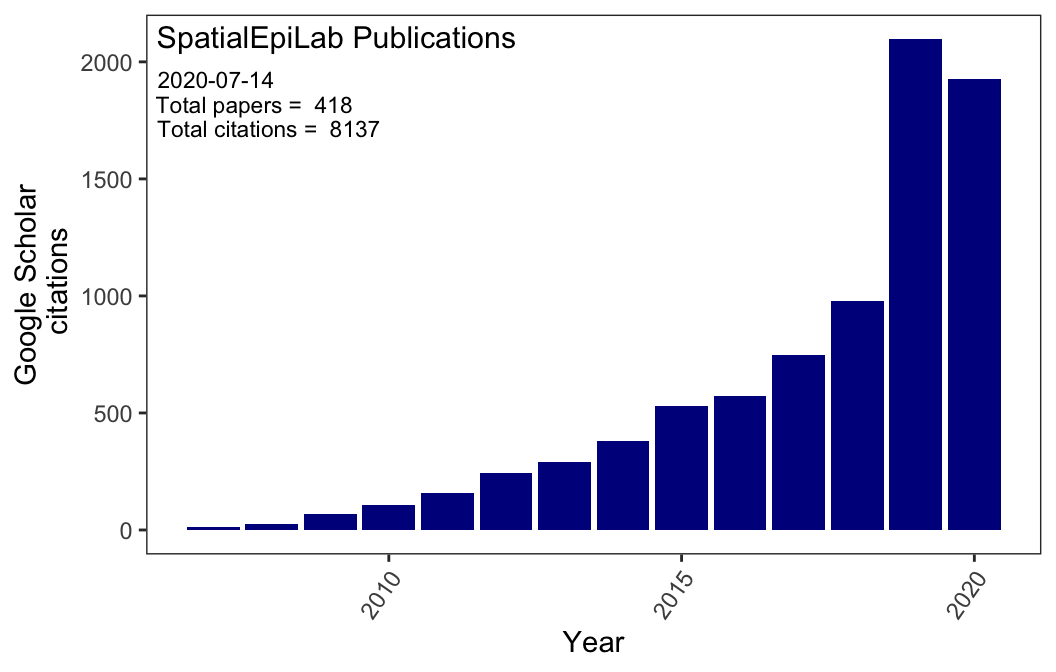 SpatialEpiLab Publications
2020-07-14
Total papers = 418
Total citations = 8137
2000
1500
1000
500
0
Google Scholar
citations
2010
2015
2020
Year